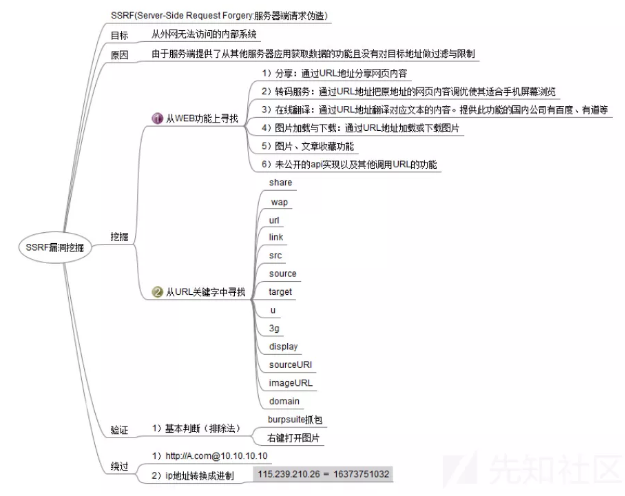 SSRF漏洞挖掘
SSRF(Server-Side Request Forgery:服务器端请求伪造)
目标
从外网无法访问的内部系统
原因
由于服务端提供了从其他服务器应用获取数据的功能且没有对目标地址做过滤与限制
挖掘
1 从WEB功能上寻找
1）分享：通过URL地址分享网页内容
2）转码服务：通过URL地址把原地址的网页内容调优使其适合手机屏幕浏览
3）在线翻译：通过URL地址翻译对应文本的内容。提供此功能的国内公司有百度、有道等
4）图片加载与下载：通过URL地址加载或下载图片
5）图片、文章收藏功能
6）未公开的api实现以及其他调用URL的功能
2 从URL关键字中寻找
share
wap
url
link
src
source
target
u
3g
display
sourceURI
imageURL
domain
验证
1）基本判断（排除法）
burpsuite抓包
右键打开图片
绕过
1）http://A.com@10.10.10.10
2）ip地址转换成进制
115.239.210.26 = 16373751032
先知社区